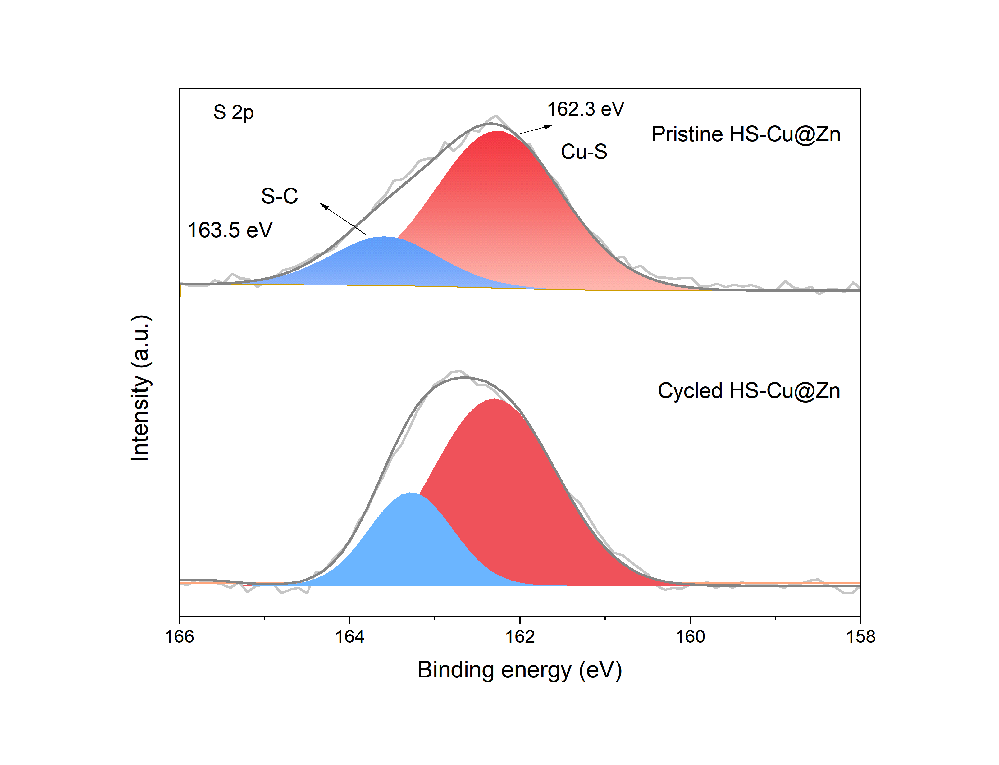 S 2p
162.3 eV
Pristine HS-Cu@Zn
Cu-S
S-C
163.5 eV
Intensity (a.u.)
Cycled HS-Cu@Zn
166 164 162 160 158
Binding energy (eV)